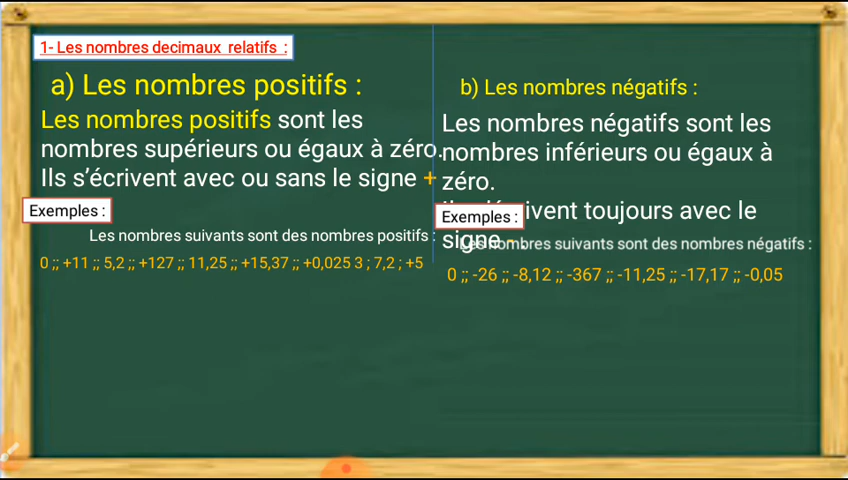 1- Les nombres decimaux relatifs :
a) Les nombres positifs :
Les nombres positifs sont les
nombres supérieurs ou égaux à zéro.
Ils s’écrivent avec ou sans le signe +
Exemples :
Les nombres suivants sont des nombres positifs :
0 ;; +11 ;; 5,2 ;; +127 ;; 11,25 ;; +15,37 ;; +0,025 3 ; 7,2 ; +5
b) Les nombres négatifs :
Les nombres négatifs sont les
nombres inférieurs ou égaux à
zéro.
toujours avec le
signe - .
Exemples :
Les nombres suivants sont des nombres négatifs :
0 ;; -26 ;; -8,12 ;; -367 ;; -11,25 ;; -17,17 ;; -0,05